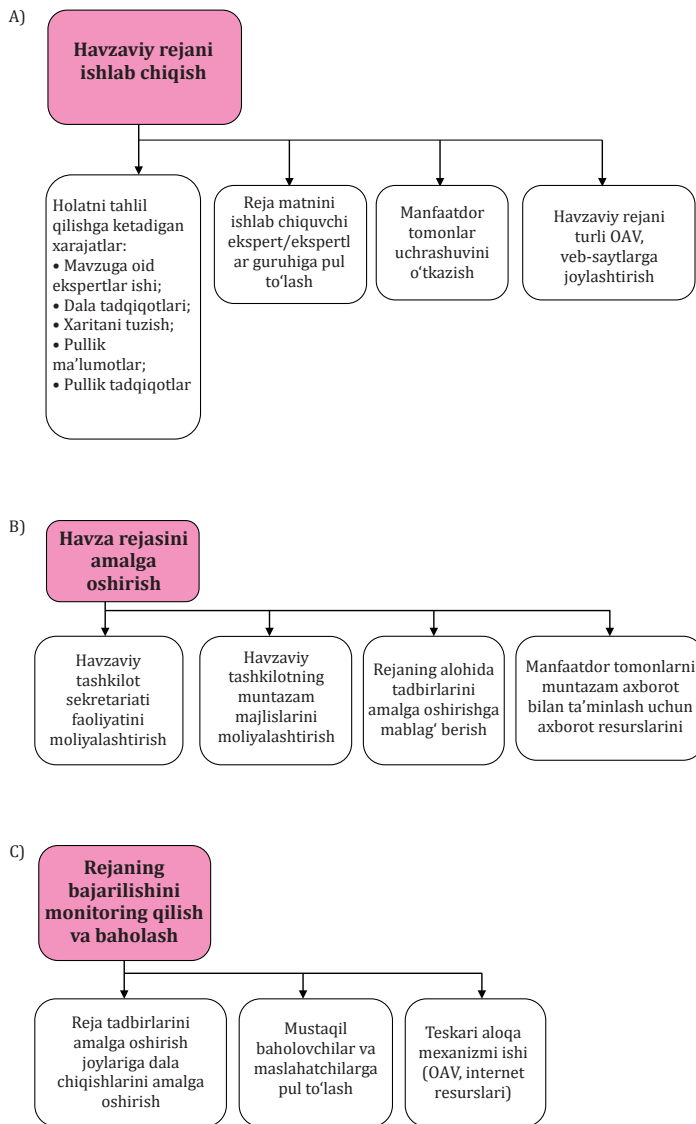 A)
Havzaviy rejani
ishlab chiqish
Holatni tahlil
qilishga ketadigan
xarajatlar:
• Mavzuga oid
ekspertlar ishi;
• Dala tadqiqotlari;
• Xaritani tuzish;
• Pullik
ma’lumotlar;
• Pullik tadqiqotlar
Reja matnini
ishlab chiquvchi
ekspert/ekspertl
ar guruhiga pul
to‘lash
Manfaatdor
tomonlar
uchrashuvini
o‘tkazish
Havzaviy rejani
turli OAV,
veb-saytlarga
joylashtirish
B)
Havza rejasini
amalga
oshirish
Havzaviy
tashkilot
sekretariati
faoliyatini
moliyalashtirish
Havzaviy
tashkilotning
muntazam
majlislarini
moliyalashtirish
Rejaning alohida
tadbirlarini
amalga oshirishga
mablag‘ berish
Manfaatdor tomonlarni
muntazam axborot
bilan ta’minlash uchun
axborot resurslarini
C)
Rejaning
bajarilishini
monitoring qilish
va baholash
Reja tadbirlarini
amalga oshirish
joylariga dala
chiqishlarini amalga
oshirish
Mustaqil
baholovchilar va
maslahatchilarga
pul to‘lash
Teskari aloqa
mexanizmi ishi
(OAV, internet
resurslari)